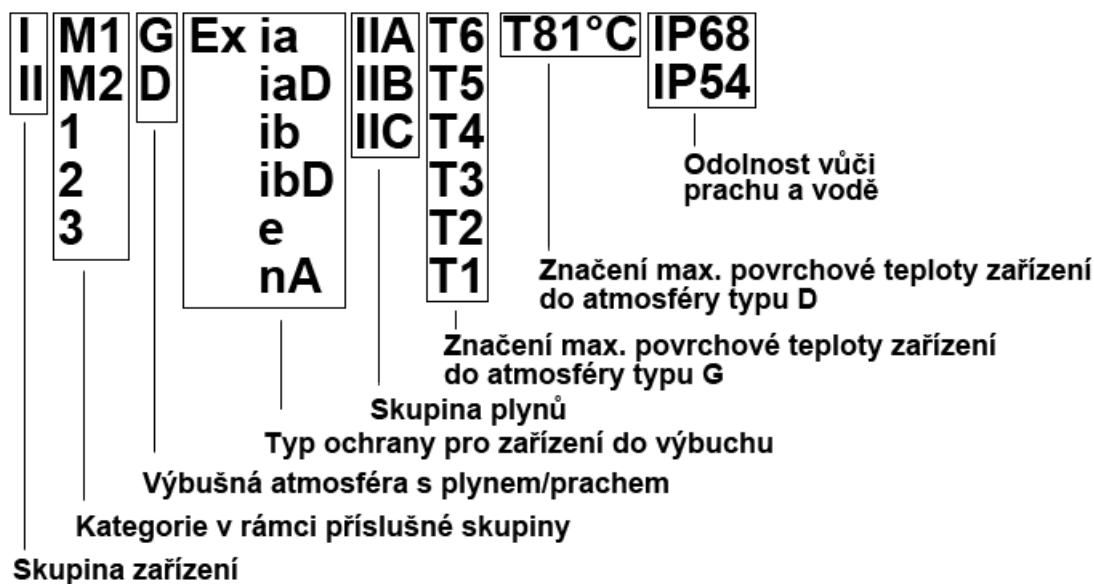 I M1 G Ex ia IIA T6 T81°C IP68
II M2 D iaD IIB T5 IP54
1 ib IIC T4
2 ibD T3
3 e T2
nA T1
Odolnost vůči
prachu a vodě
Značení max. povrchové teploty zařízení
do atmosféry typu D
Značení max. povrchové teploty zařízení
do atmosféry typu G
Skupina plynů
Typ ochrany pro zařízení do výbuchu
Výbušná atmosféra s plynem/prachem
Kategorie v rámci příslušné skupiny
Skupina zařízení